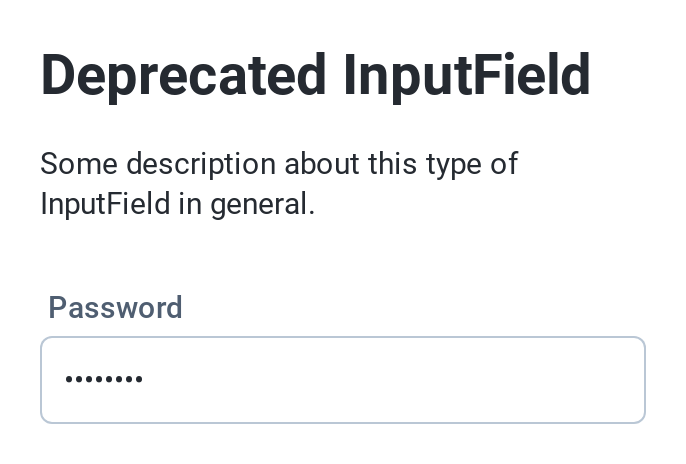 Deprecated InputField
Some description about this type of
InputField in general.
Password
••••••••